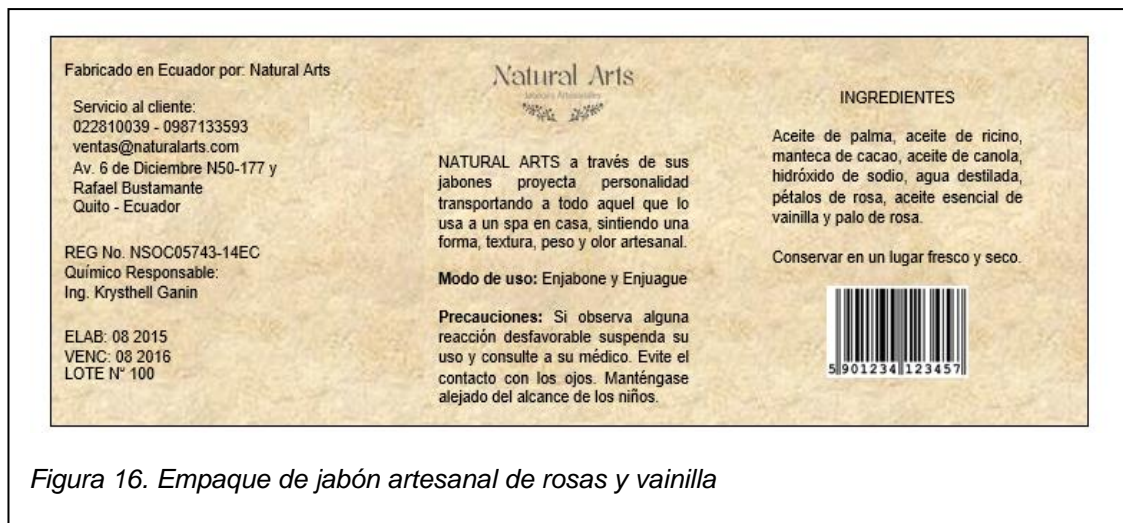 Fabricado en Ecuador por: Natural Arts
Servicio al cliente:
022810039 - 0987133593
ventas@naturalarts.com
Av. 6 de Diciembre N50-177 y
Rafael Bustamante
Quito - Ecuador
REG No. NSOC05743-14EC
Químico Responsable:
Ing. Krysthell Ganin
ELAB: 08 2015
VENC: 08 2016
LOTE N° 100
Natural Arts
Jabones Artesanales
NATURAL ARTS a través de sus
jabones proyecta personalidad
transportando a todo aquel que lo
usa a un spa en casa, sintiendo una
forma, textura, peso y olor artesanal.
Modo de uso: Enjabone y Enjuague
Precauciones: Si observa alguna
reacción desfavorable suspenda su
uso y consulte a su médico. Evite el
contacto con los ojos. Manténgase
alejado del alcance de los niños.
INGREDIENTES
Aceite de palma, aceite de ricino,
manteca de cacao, aceite de canola,
hidróxido de sodio, agua destilada,
pétalos de rosa, aceite esencial de
vainilla y palo de rosa.
Conservar en un lugar fresco y seco.
5 901234 123457
Figura 16. Empaque de jabón artesanal de rosas y vainilla